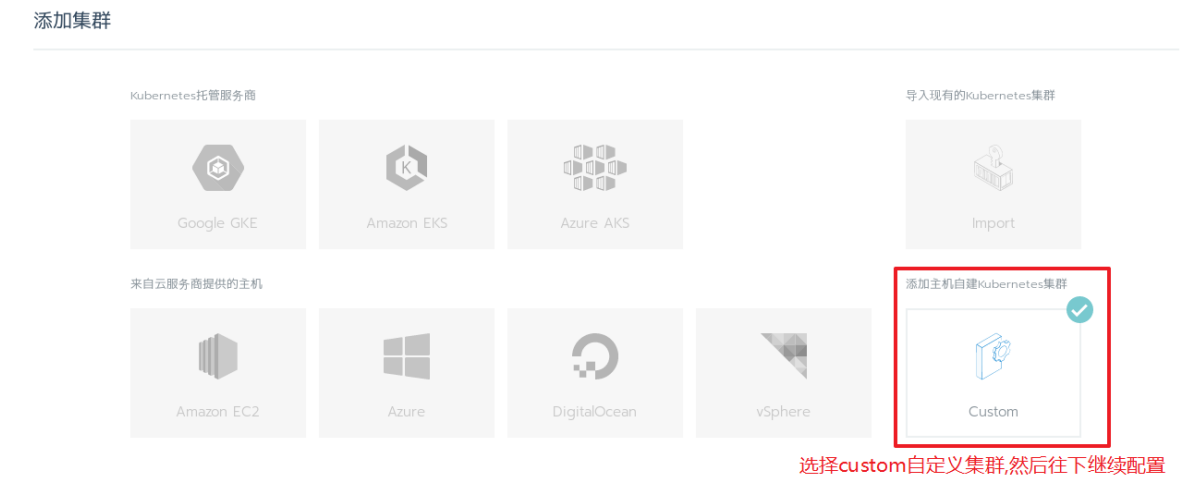 添加集群
Kubernetes托管服务商
导入现有的Kubernetes集群
K
Google GKE
Amazon EKS
Azure AKS
Import
来自云服务商提供的主机
添加主机自建Kubernetes集群
Amazon EC2
Azure
DigitalOcean
vSphere
Custom
选择custom自定义集群,然后往下继续配置